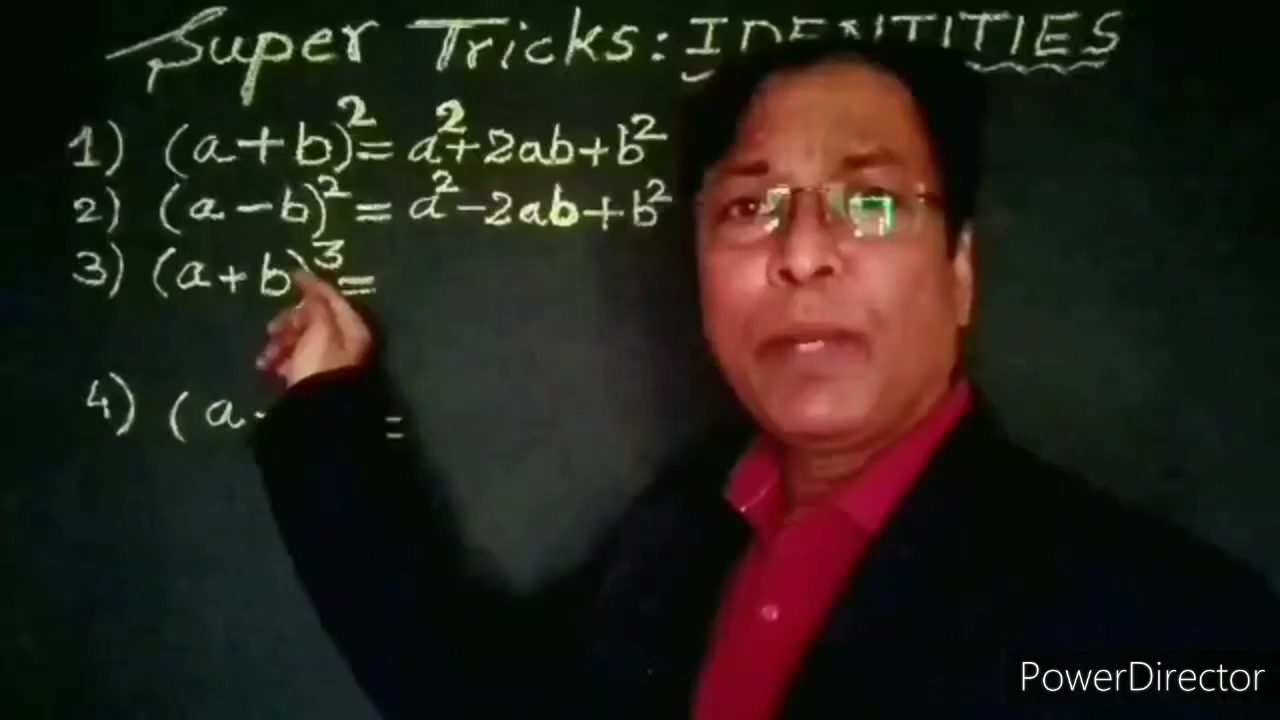 Super Tricks: IDENTITIES
1) (a+b)²= a²+2ab+b²
2) (a-b)²= a²-2ab+b²
3) (a+b)³=
4) (a- =
PowerDirector